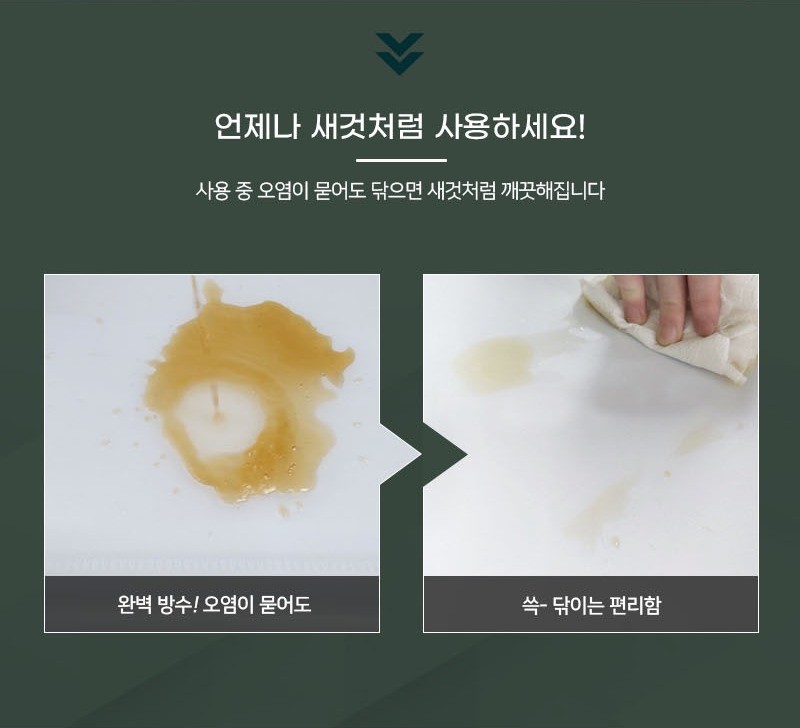 언제나 새것처럼 사용하세요!
사용 중 오염이 묻어도 닦으면 새것처럼 깨끗해집니다
완벽 방수! 오염이 묻어도
쓱- 닦이는 편리함